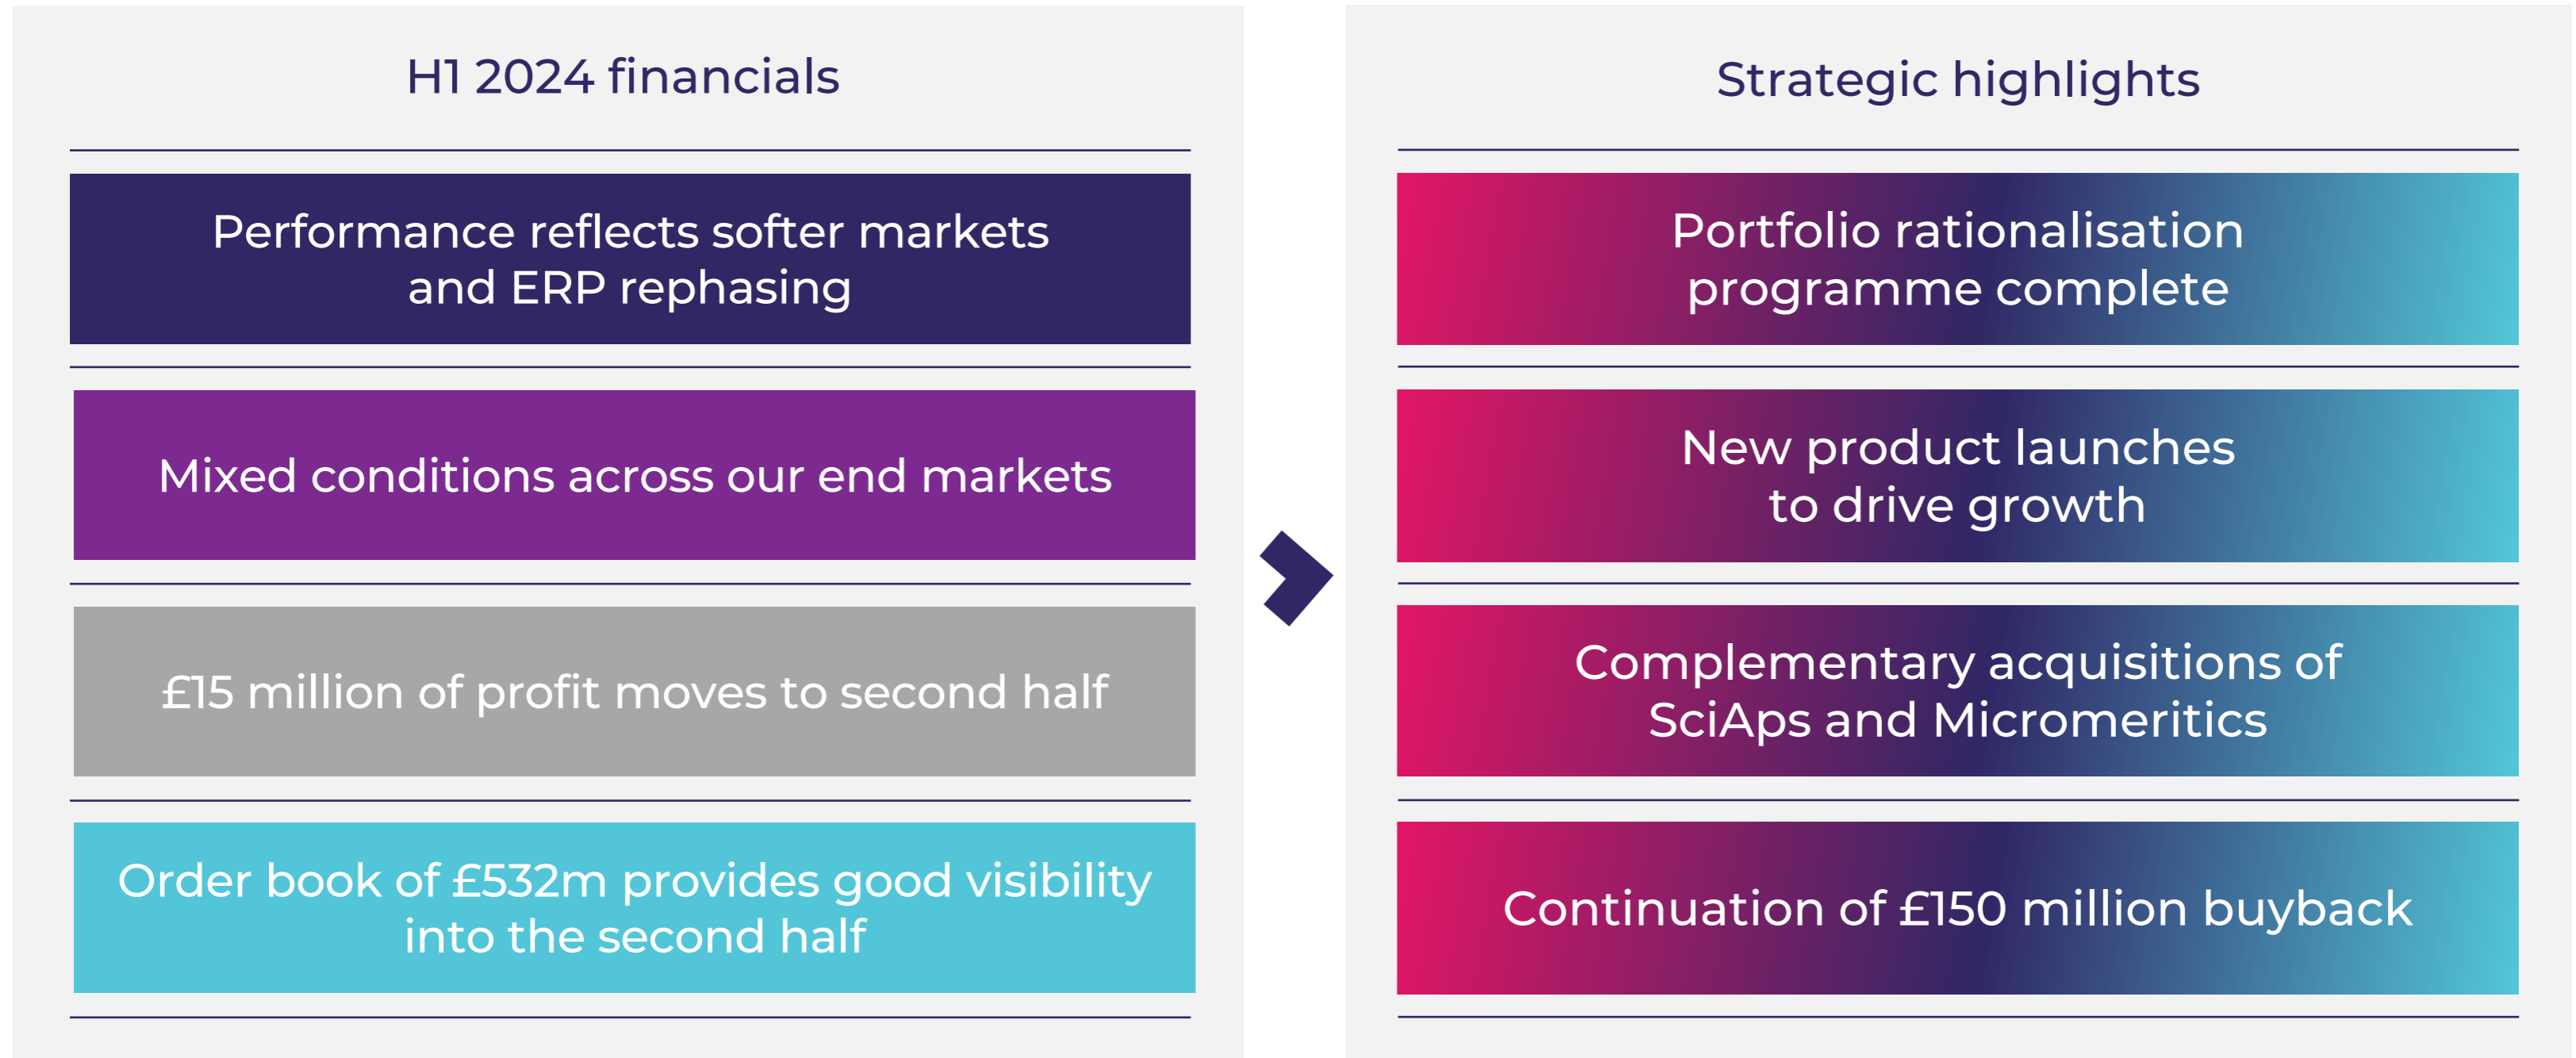 H1 2024 financials
Performance reflects softer markets
and ERP rephasing
Mixed conditions across our end markets
£15 million of profit moves to second half
Order book of £532m provides good visibility
into the second half
Strategic highlights
Portfolio rationalisation
programme complete
New product launches
to drive growth
Complementary acquisitions of
SciAps and Micromeritics
Continuation of £150 million buyback